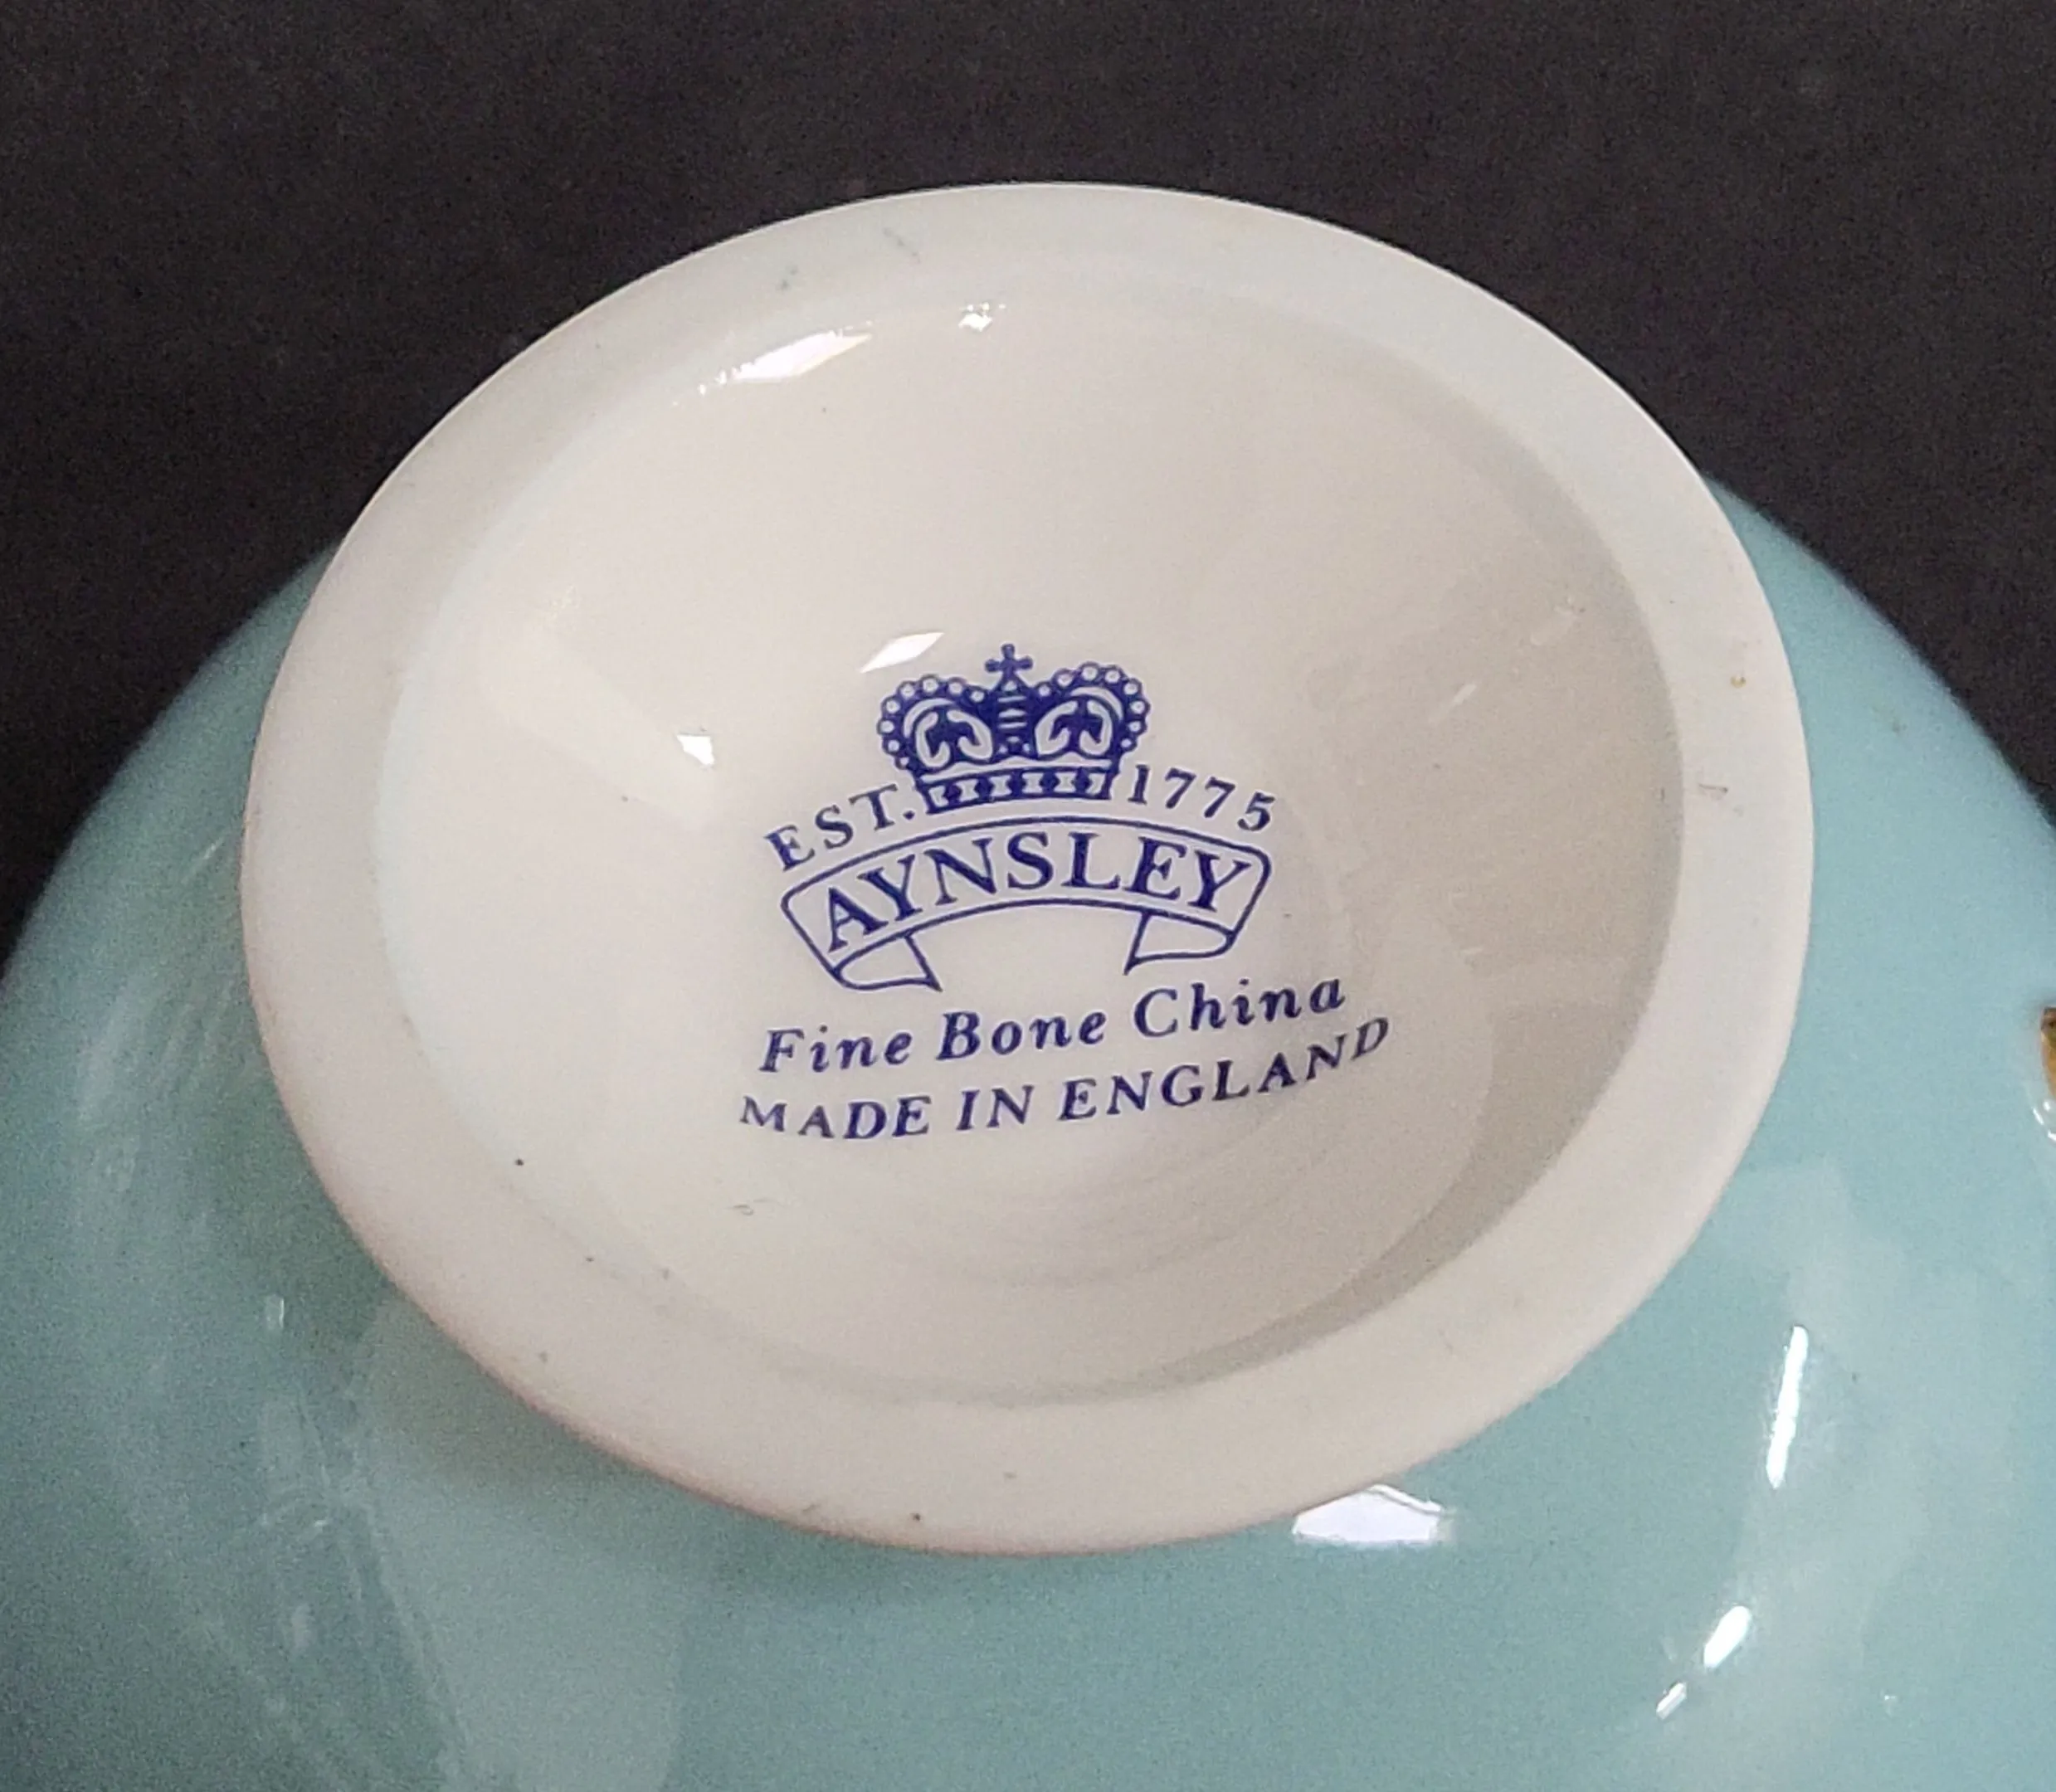 EST. 1775
AYNSLEY
Fine Bone China
MADE IN ENGLAND